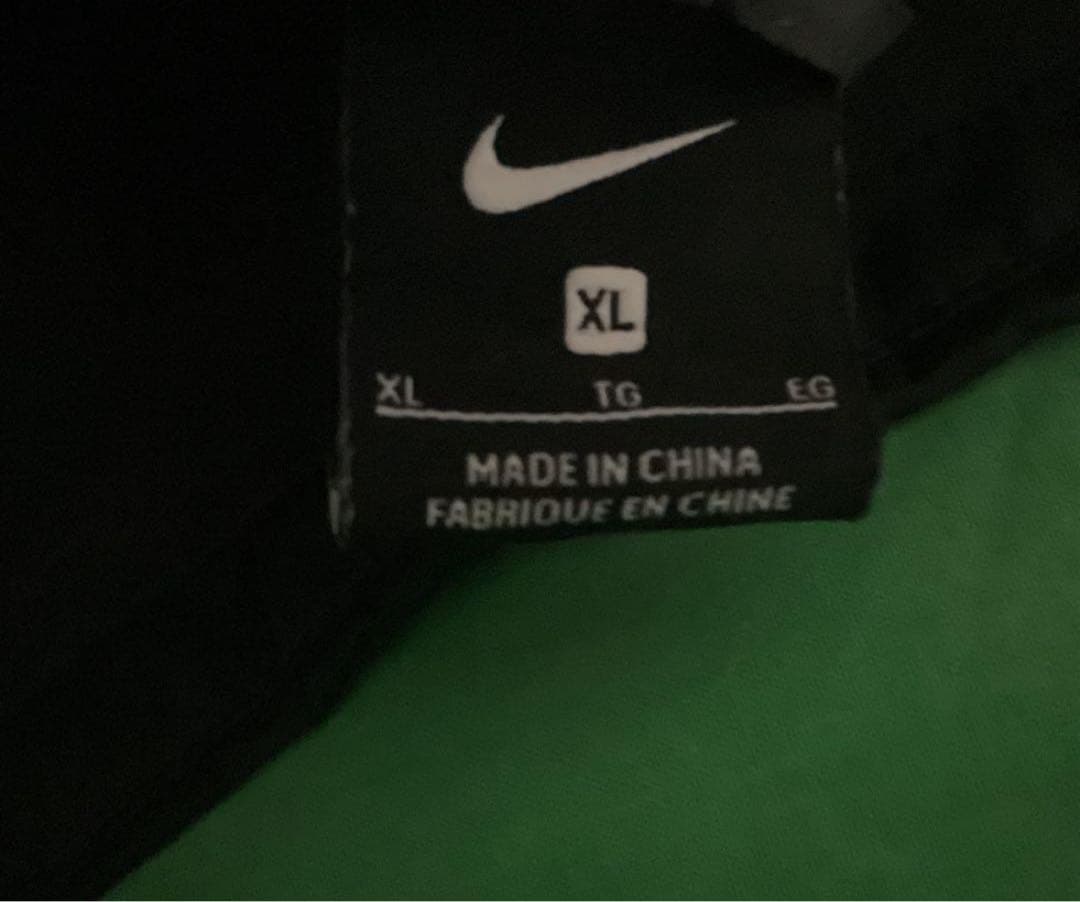 XL
XL TG EG
MADE IN CHINA
FABRIQUE EN CHINE